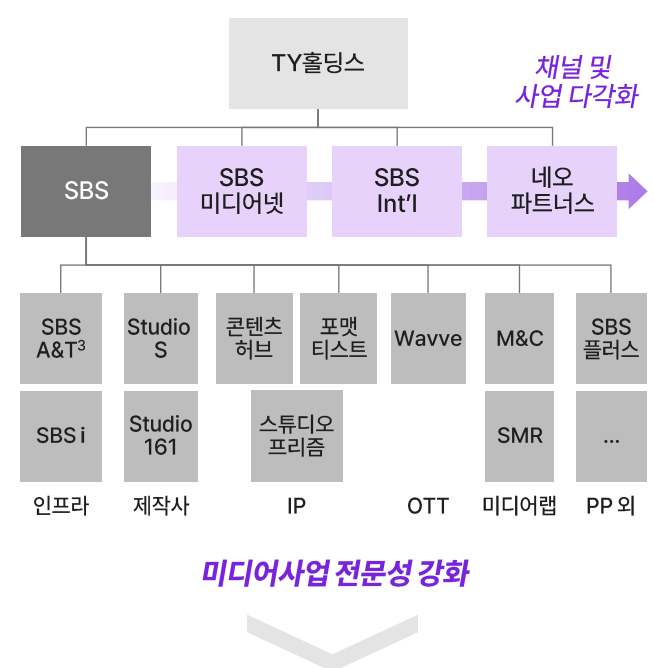 TY홀딩스
채널 및
사업 다각화
SBS
SBS
미디어넷
SBS
Int'l
네오
파트너스
SBS
A&T³
Studio
S
콘텐츠
허브
포맷
티스트
Wavve
M&C
SBS
플러스
SBS i
Studio
161
스튜디오
프리즘
SMR
...
인프라
제작사
IP
OTT
미디어랩
PP 외
미디어사업 전문성 강화